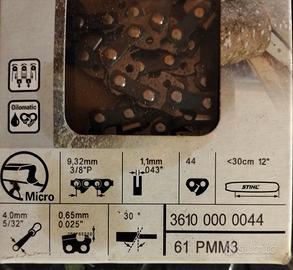 Oilomatic
Micro
9,32mm
3/8"P
1,1mm
.043"
44
<30cm 12"
STIHL
4,0mm
5/32"
0,65mm
0.025"
30°
3610 000 0044
61 PMM3